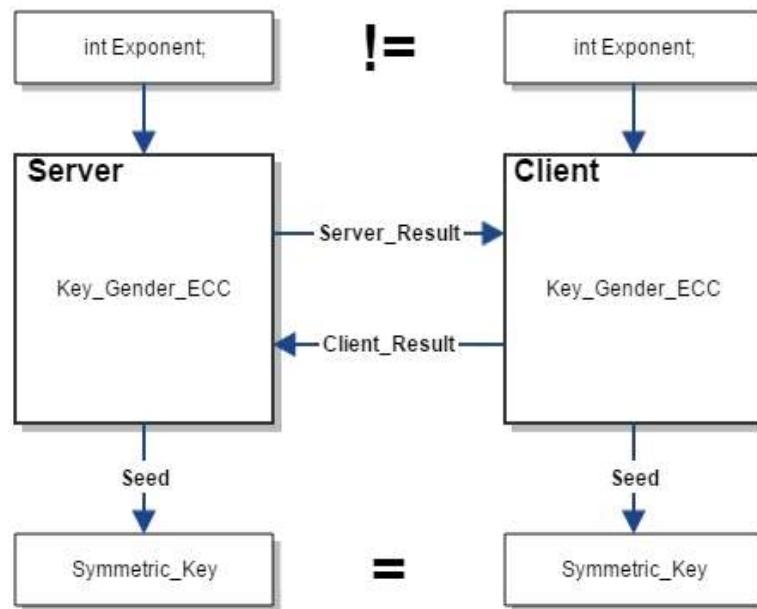 int Exponent;
!=
int Exponent;
Server
Client
Server_Result
Key_Gender_ECC
Key_Gender_ECC
Client_Result
Seed
Seed
Symmetric_Key
=
Symmetric_Key